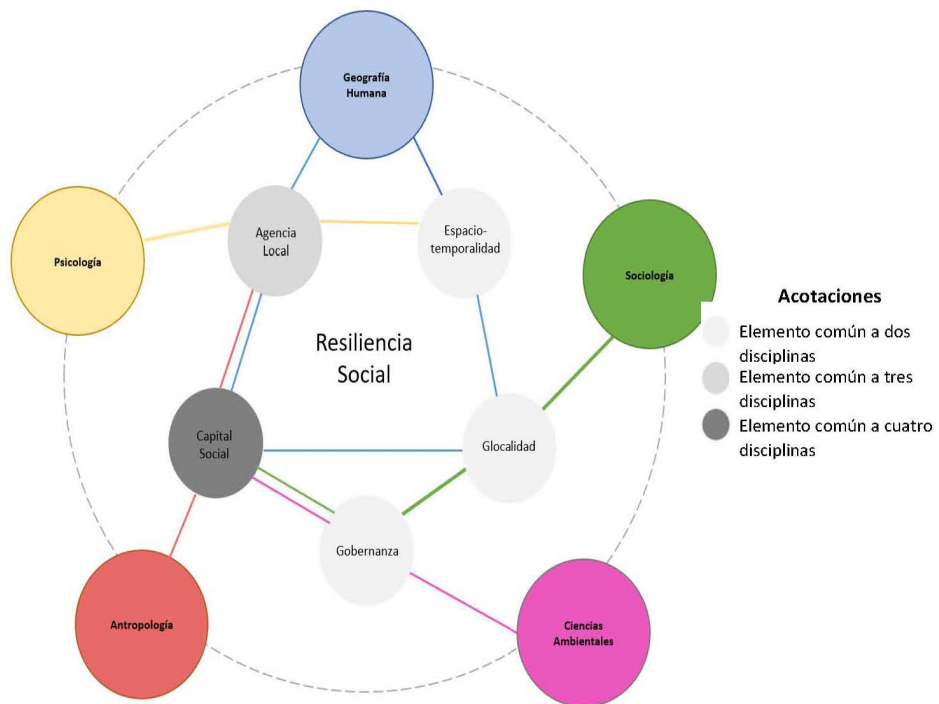 Geografía
Humana
Agencia
Local
Espacio-
temporalidad
Psicología
Sociología
Acotaciones
Elemento común a dos
disciplinas
Elemento común a tres
disciplinas
Elemento común a cuatro
disciplinas
Resiliencia
Social
Capital
Social
Glocalidad
Gobernanza
Antropología
Ciencias
Ambientales